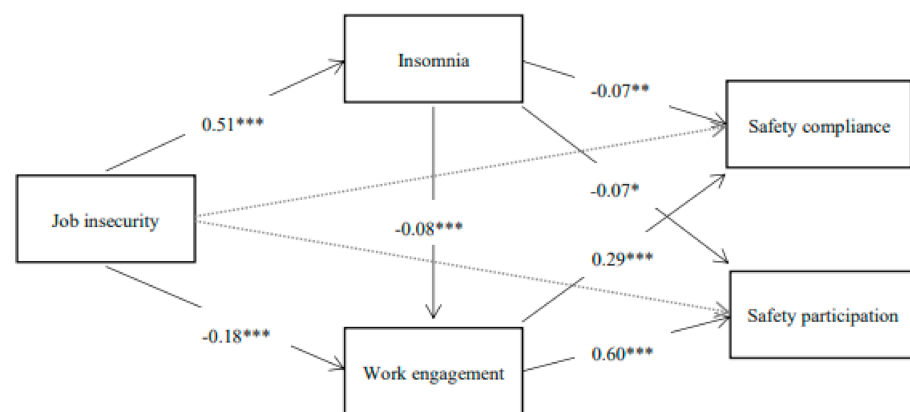 Insomnia
-0.07**
Safety compliance
0.51***
-0.07*
Job insecurity
-0.08***
0.29***
Safety participation
-0.18***
0.60***
Work engagement